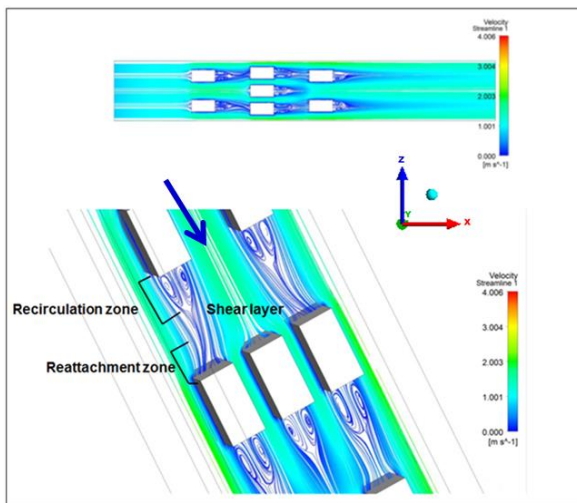 Velocity
Streamline 1
4.006
3.004
2.003
1.001
0.000
[m s^-1]
Z
Y
X
Recirculation zone
Shear layer
Reattachment zone
Velocity
Streamline 1
4.006
3.004
2.003
1.001
0.000
[m s^-1]